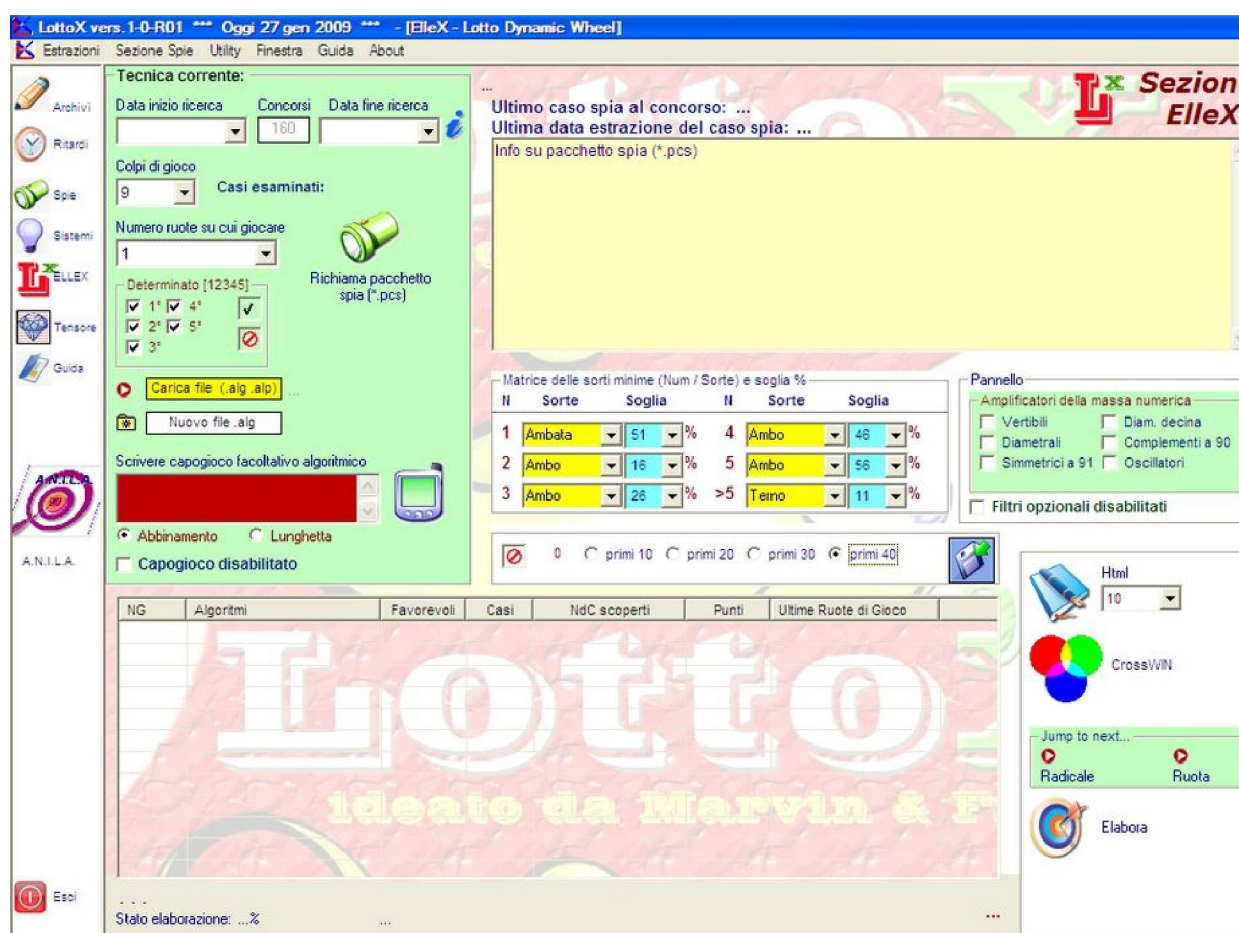 LottoX vers. 1-0-R01 *** Oggi 27 gen 2009 *** - [ElleX - Lotto Dynamic Wheel]
Estrazioni Sezione Spie Utility Finestra Guida About
Archivi
Ritardi
Spie
Sistemi
Lx ELLEX
Tensore
Guida
A.N.I.L.A.
90
A.N.I.L.A.
Esci
Tecnica corrente:
Data inizio ricerca Concorsi Data fine ricerca
160
i
Colpi di gioco
9 Casi esaminati:
Numero ruote su cui giocare
1
Richiama pacchetto
spia (*.pcs)
Determinato [12345]
1° 4°
2° 5°
3°
Carica file (.alg .alp) ...
Nuovo file .alg
Scrivere capogioco facoltativo algoritmico
Abbinamento Lunghetta
Capogioco disabilitato
...
Ultimo caso spia al concorso: ...
Ultima data estrazione del caso spia: ...
Lx Sezion
ElleX
Info su pacchetto spia (*.pcs)
Matrice delle sorti minime (Num / Sorte) e soglia %
N Sorte Soglia N Sorte Soglia
1 Ambata 51 % 4 Ambo 46 %
2 Ambo 16 % 5 Ambo 56 %
3 Ambo 26 % >5 Terno 11 %
Pannello
Amplificatori della massa numerica
Vertibili Diam. decina
Diametrali Complementi a 90
Simmetrici a 91 Oscillatori
Filtri opzionali disabilitati
0 primi 10 primi 20 primi 30 primi 40
NG Algoritmi Favorevoli Casi NdC scoperti Punti Ultime Ruote di Gioco
Lotto
ideato da Marvin & F
Html
10
CrossWIN
Jump to next...
Radicale Ruota
Elabora
. . .
Stato elaborazione: ...% ... ...